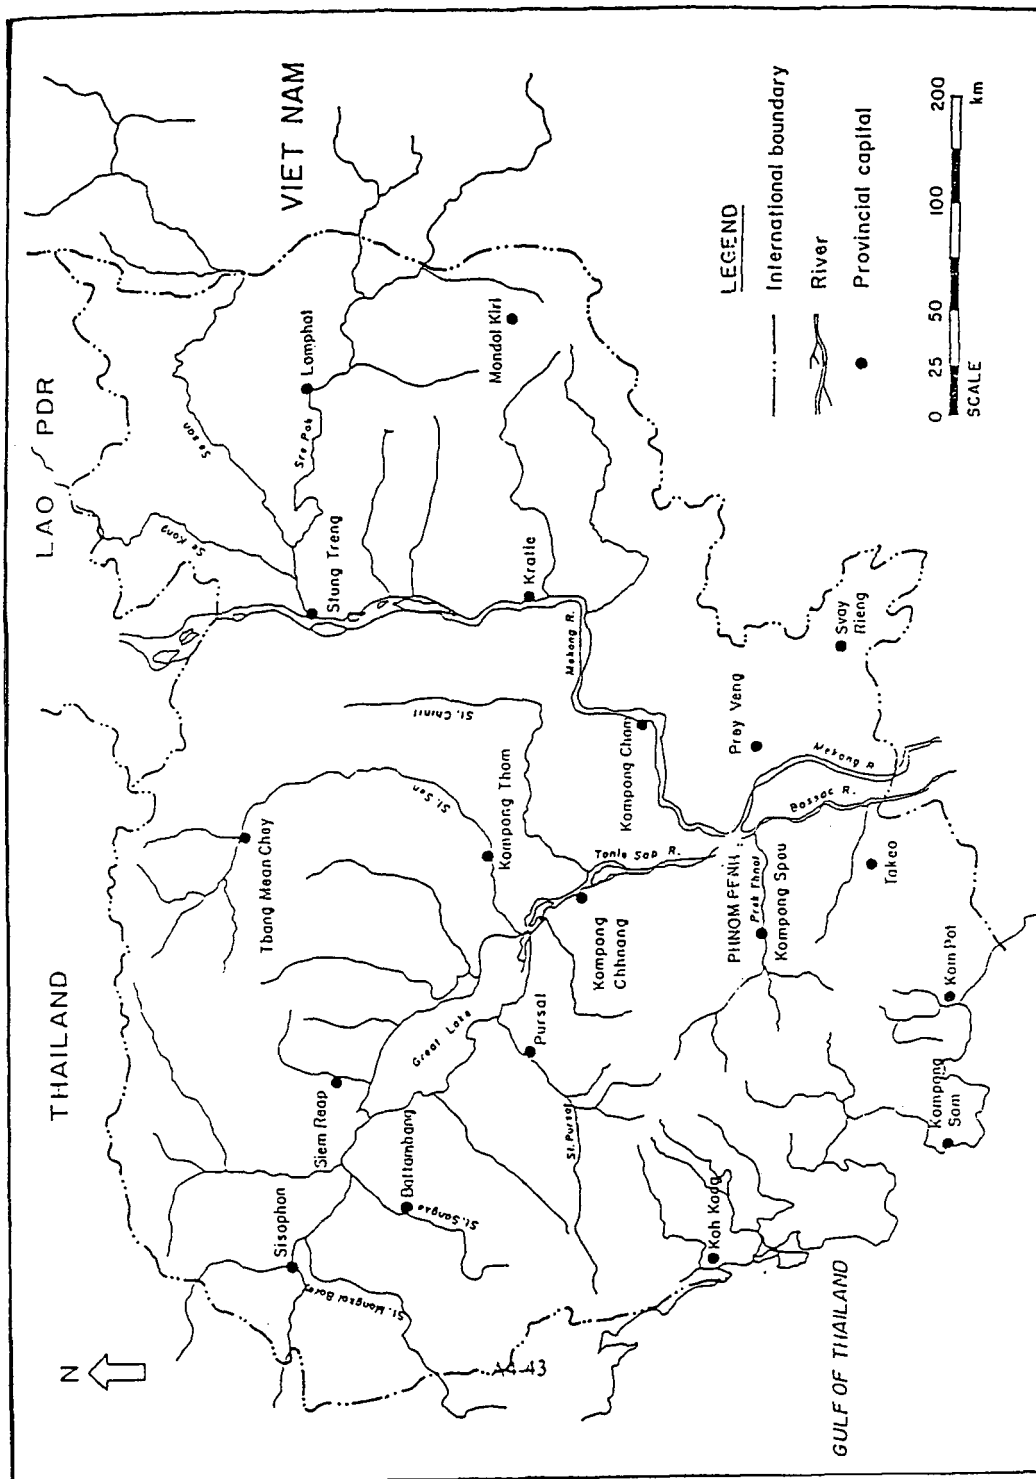 N
THAILAND
LAO PDR
VIET NAM
Se Kong
Se san
Sre Pok
Lomphat
Stung Treng
Mondol Kiri
Kratie
Mekong R.
St. Chinit
St. Sen
Tbang Mean Chay
Kompong Thom
Kompong Cham
Siem Reap
Sisophon
St. Mongkol Borey
Battambang
St. Sangke
Great Lake
Pursat
St. Pursat
Kompong
Chhnang
Tonle Sap R.
PHNOM PENH
Prek Thnot
Kompong Spou
Prey Veng
Svay
Rieng
Mekong R
Bassac R.
Takeo
Kom Pot
Kompong
Som
Koh Kong
GULF OF THAILAND
LEGEND
International boundary
River
Provincial capital
0 25 50 100 200
SCALE km
A4-43